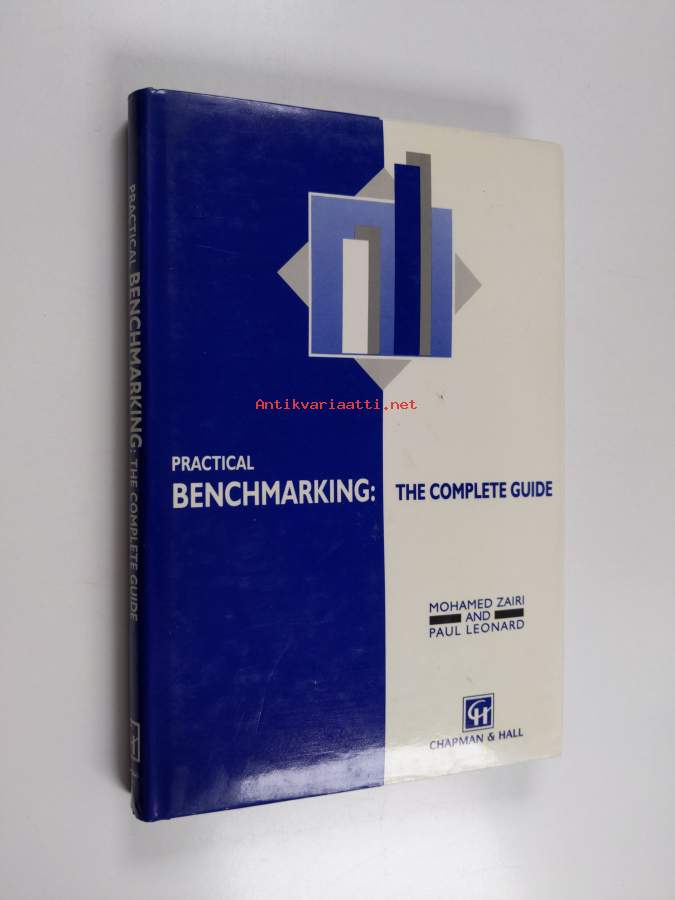 PRACTICAL BENCHMARKING: THE COMPLETE GUIDE
Antikvariaatti.net
PRACTICAL
BENCHMARKING: THE COMPLETE GUIDE
MOHAMED ZAIRI
AND
PAUL LEONARD
CH
CHAPMAN & HALL